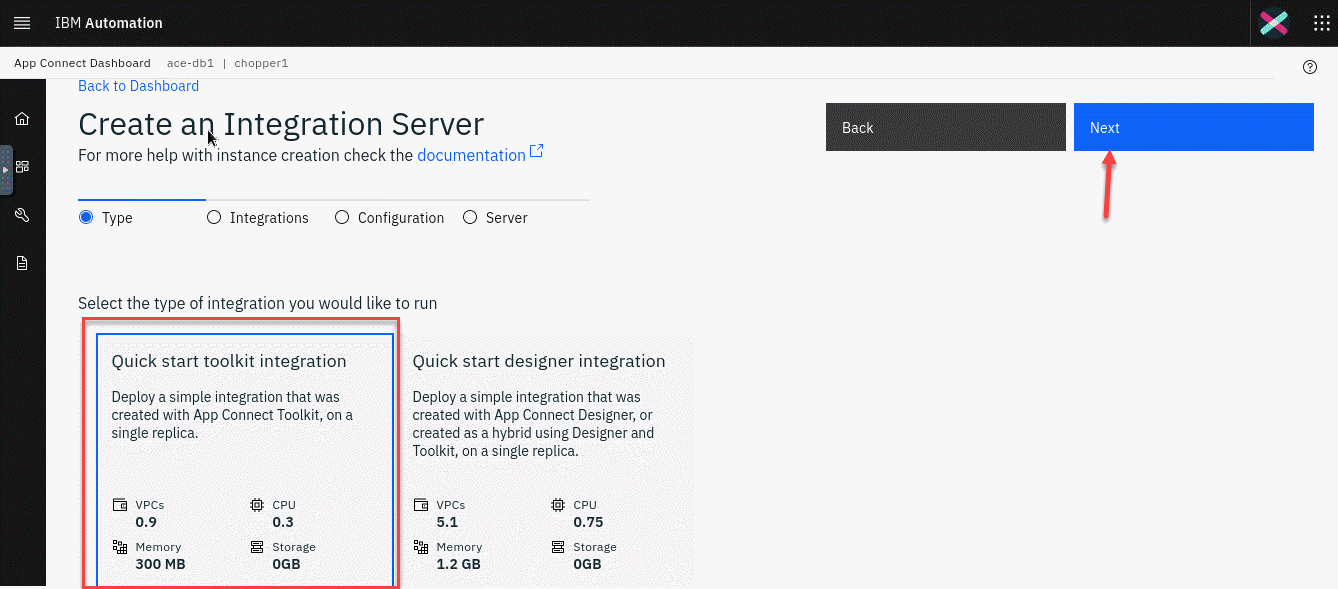 IBM Automation
App Connect Dashboard ace-db1 | chopper1
Back to Dashboard
Create an Integration Server
For more help with instance creation check the documentation
Back
Next
Type
Integrations
Configuration
Server
Select the type of integration you would like to run
Quick start toolkit integration
Deploy a simple integration that was
created with App Connect Toolkit, on a
single replica.
VPCs
0.9
CPU
0.3
Memory
300 MB
Storage
0GB
Quick start designer integration
Deploy a simple integration that was
created with App Connect Designer, or
created as a hybrid using Designer and
Toolkit, on a single replica.
VPCs
5.1
CPU
0.75
Memory
1.2 GB
Storage
0GB